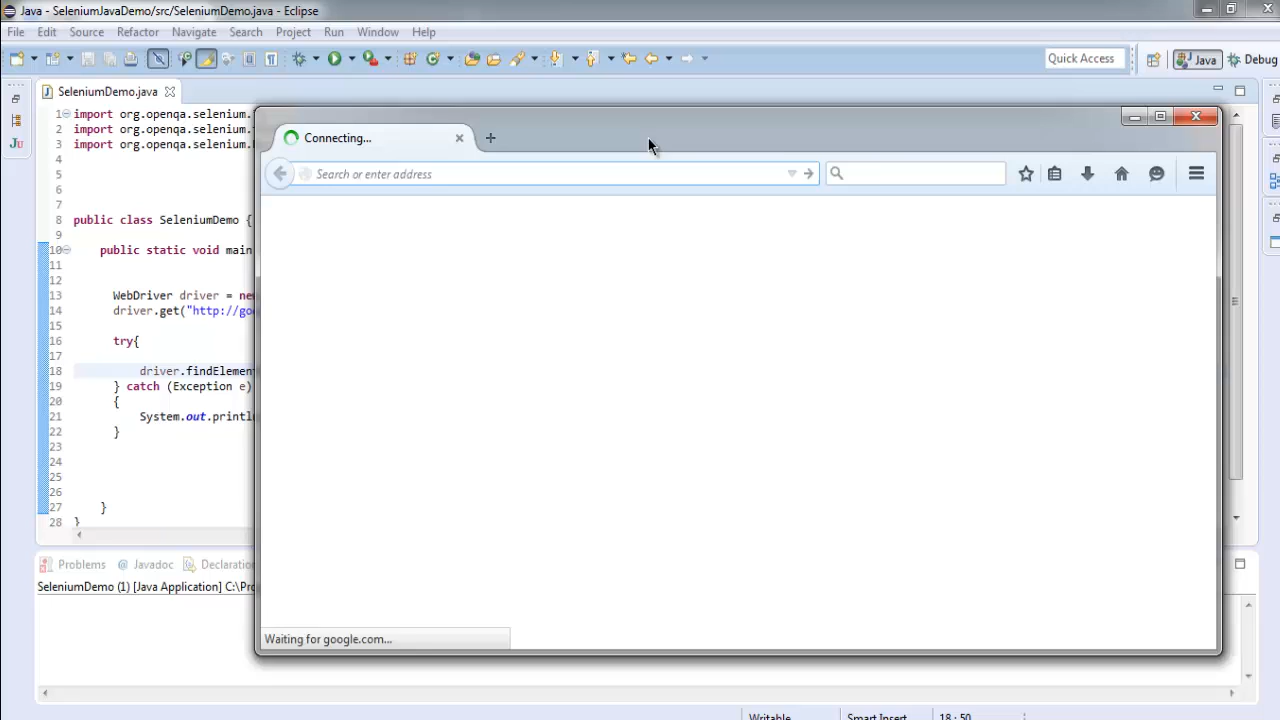 Java - SeleniumJavaDemo/src/SeleniumDemo.java - Eclipse
File Edit Source Refactor Navigate Search Project Run Window Help
Quick Access Java Debug
SeleniumDemo.java
1 import org.openqa.selenium.
2 import org.openqa.selenium.
3 import org.openqa.selenium.
4
5
6
7
8 public class SeleniumDemo {
9
10 public static void main
11
12
13 WebDriver driver = new
14 driver.get("http://go
15
16 try{
17
18 driver.findElement
19 } catch (Exception e)
20 {
21 System.out.println
22 }
23
24
25
26
27 }
28 }
Connecting...
Search or enter address
Waiting for google.com...
Problems @ Javadoc Declaration
SeleniumDemo (1) [Java Application] C:\Pro
Writable Smart Insert 18 : 50